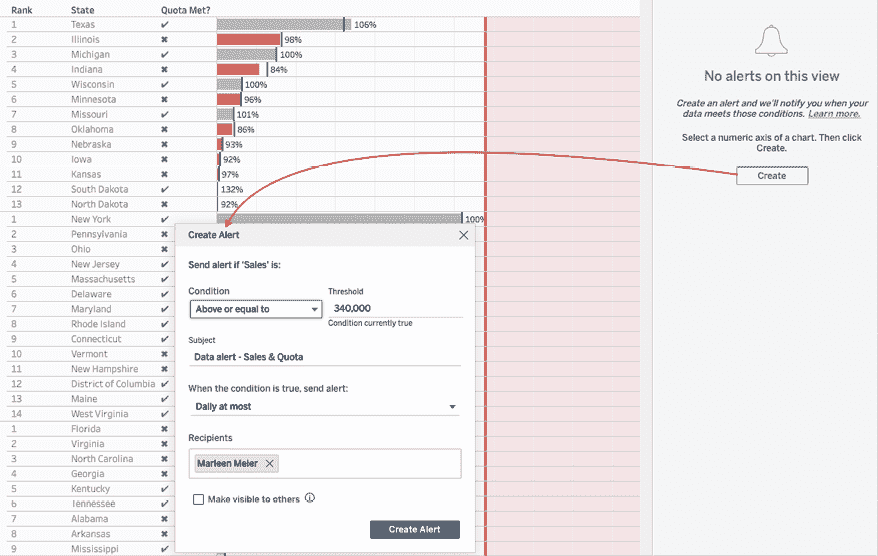 Rank State Quota Met?
1 Texas ✔ 106%
2 Illinois ✖ 98%
3 Michigan ✔ 100%
4 Indiana ✖ 84%
5 Wisconsin ✔ 100%
6 Minnesota ✖ 96%
7 Missouri ✔ 101%
8 Oklahoma ✖ 86%
9 Nebraska ✖ 93%
10 Iowa ✖ 92%
11 Kansas ✖ 97%
12 South Dakota ✔ 132%
13 North Dakota ✖ 92%
1 New York ✔ 100%
2 Pennsylvania ✖
3 Ohio ✖
4 New Jersey ✔
5 Massachusetts ✔
6 Delaware ✔
7 Maryland ✔
8 Rhode Island ✔
9 Connecticut ✔
10 Vermont ✖
11 New Hampshire ✖
12 District of Columbia ✔
13 Maine ✔
14 West Virginia ✔
1 Florida ✖
2 Virginia ✖
3 North Carolina ✖
4 Georgia ✖
5 Kentucky ✔
6 Tennessee ✔
7 Alabama ✖
8 Arkansas ✖
9 Mississippi ✔
Create Alert
Send alert if 'Sales' is:
Condition Threshold
Above or equal to 340,000
Condition currently true
Subject
Data alert - Sales & Quota
When the condition is true, send alert:
Daily at most
Recipients
Marleen Meier
Make visible to others
Create Alert
No alerts on this view
Create an alert and we'll notify you when your
data meets those conditions. Learn more.
Select a numeric axis of a chart. Then click
Create.
Create